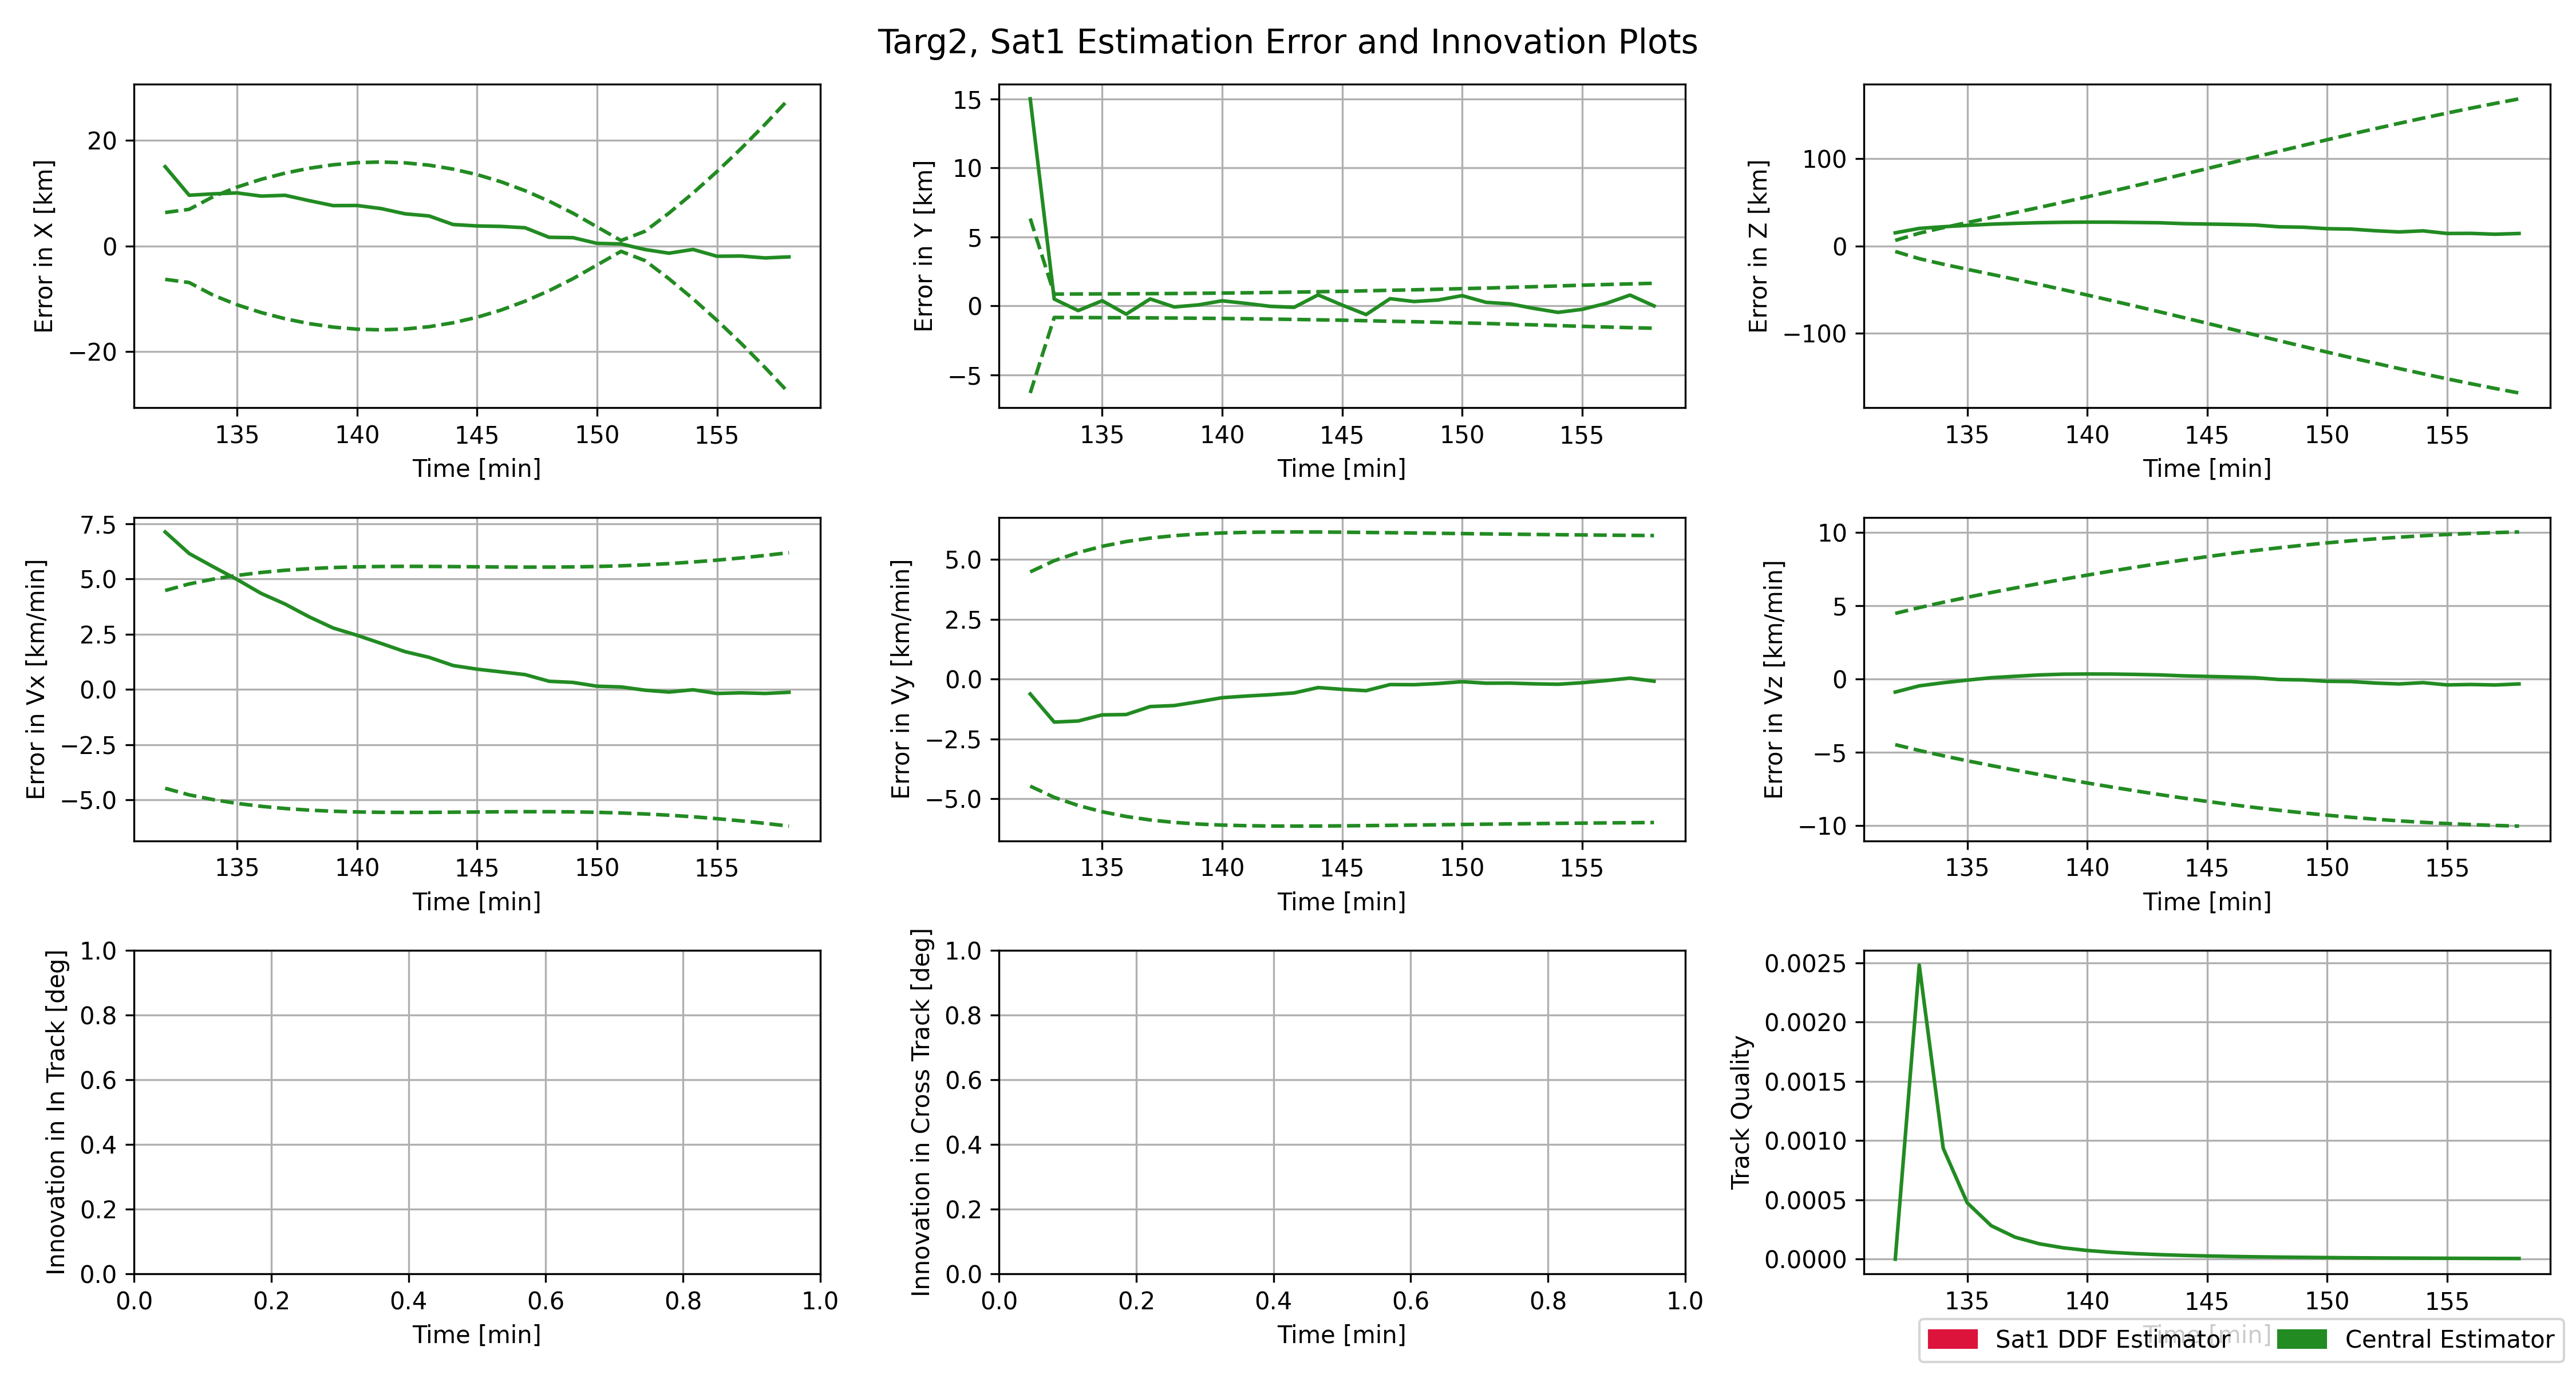 Targ2, Sat1 Estimation Error and Innovation Plots
Error in X [km]
20
0
−20
135 140 145 150 155
Time [min]
Error in Y [km]
15
10
5
0
−5
135 140 145 150 155
Time [min]
Error in Z [km]
100
0
−100
135 140 145 150 155
Time [min]
Error in Vx [km/min]
7.5
5.0
2.5
0.0
−2.5
−5.0
135 140 145 150 155
Time [min]
Error in Vy [km/min]
5.0
2.5
0.0
−2.5
−5.0
135 140 145 150 155
Time [min]
Error in Vz [km/min]
10
5
0
−5
−10
135 140 145 150 155
Time [min]
Innovation in In Track [deg]
1.0
0.8
0.6
0.4
0.2
0.0
0.0 0.2 0.4 0.6 0.8 1.0
Time [min]
Innovation in Cross Track [deg]
1.0
0.8
0.6
0.4
0.2
0.0
0.0 0.2 0.4 0.6 0.8 1.0
Time [min]
Track Quality
0.0025
0.0020
0.0015
0.0010
0.0005
0.0000
135 140 145 150 155
Time [min]
Sat1 DDF Estimator
Central Estimator